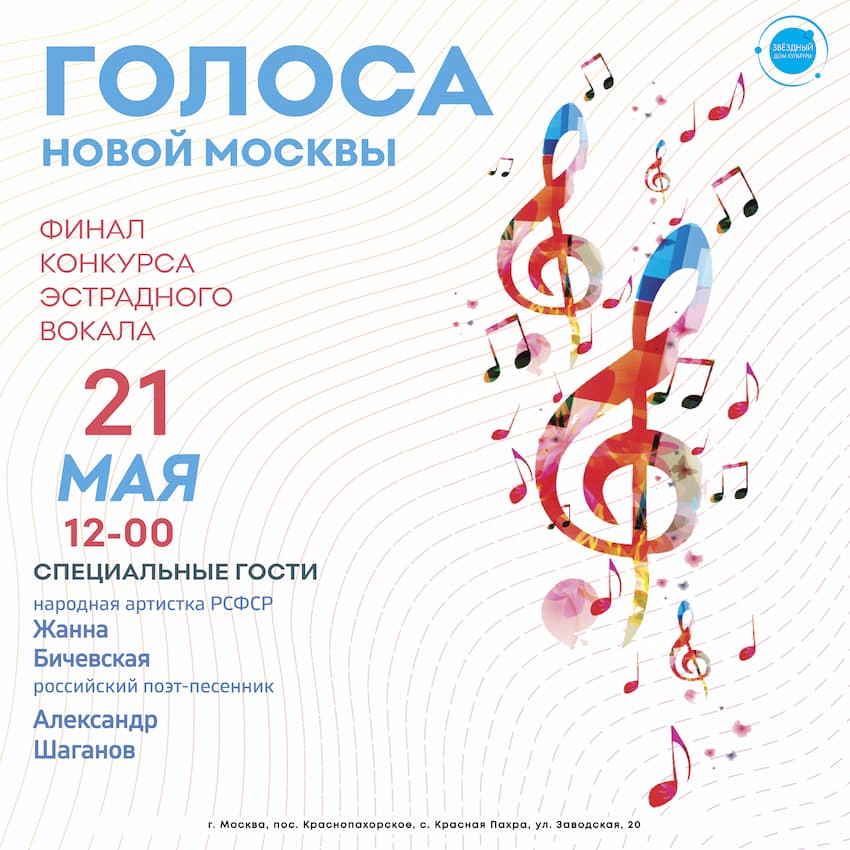 ГОЛОСА
НОВОЙ МОСКВЫ
ЗВЁЗДНЫЙ
ДОМ КУЛЬТУРЫ
ФИНАЛ
КОНКУРСА
ЭСТРАДНОГО
ВОКАЛА
21
МАЯ
12-00
СПЕЦИАЛЬНЫЕ ГОСТИ
народная артистка РСФСР
Жанна
Бичевская
российский поэт-песенник
Александр
Шаганов
г. Москва, пос. Краснопахорское, с. Красная Пахра, ул. Заводская, 20